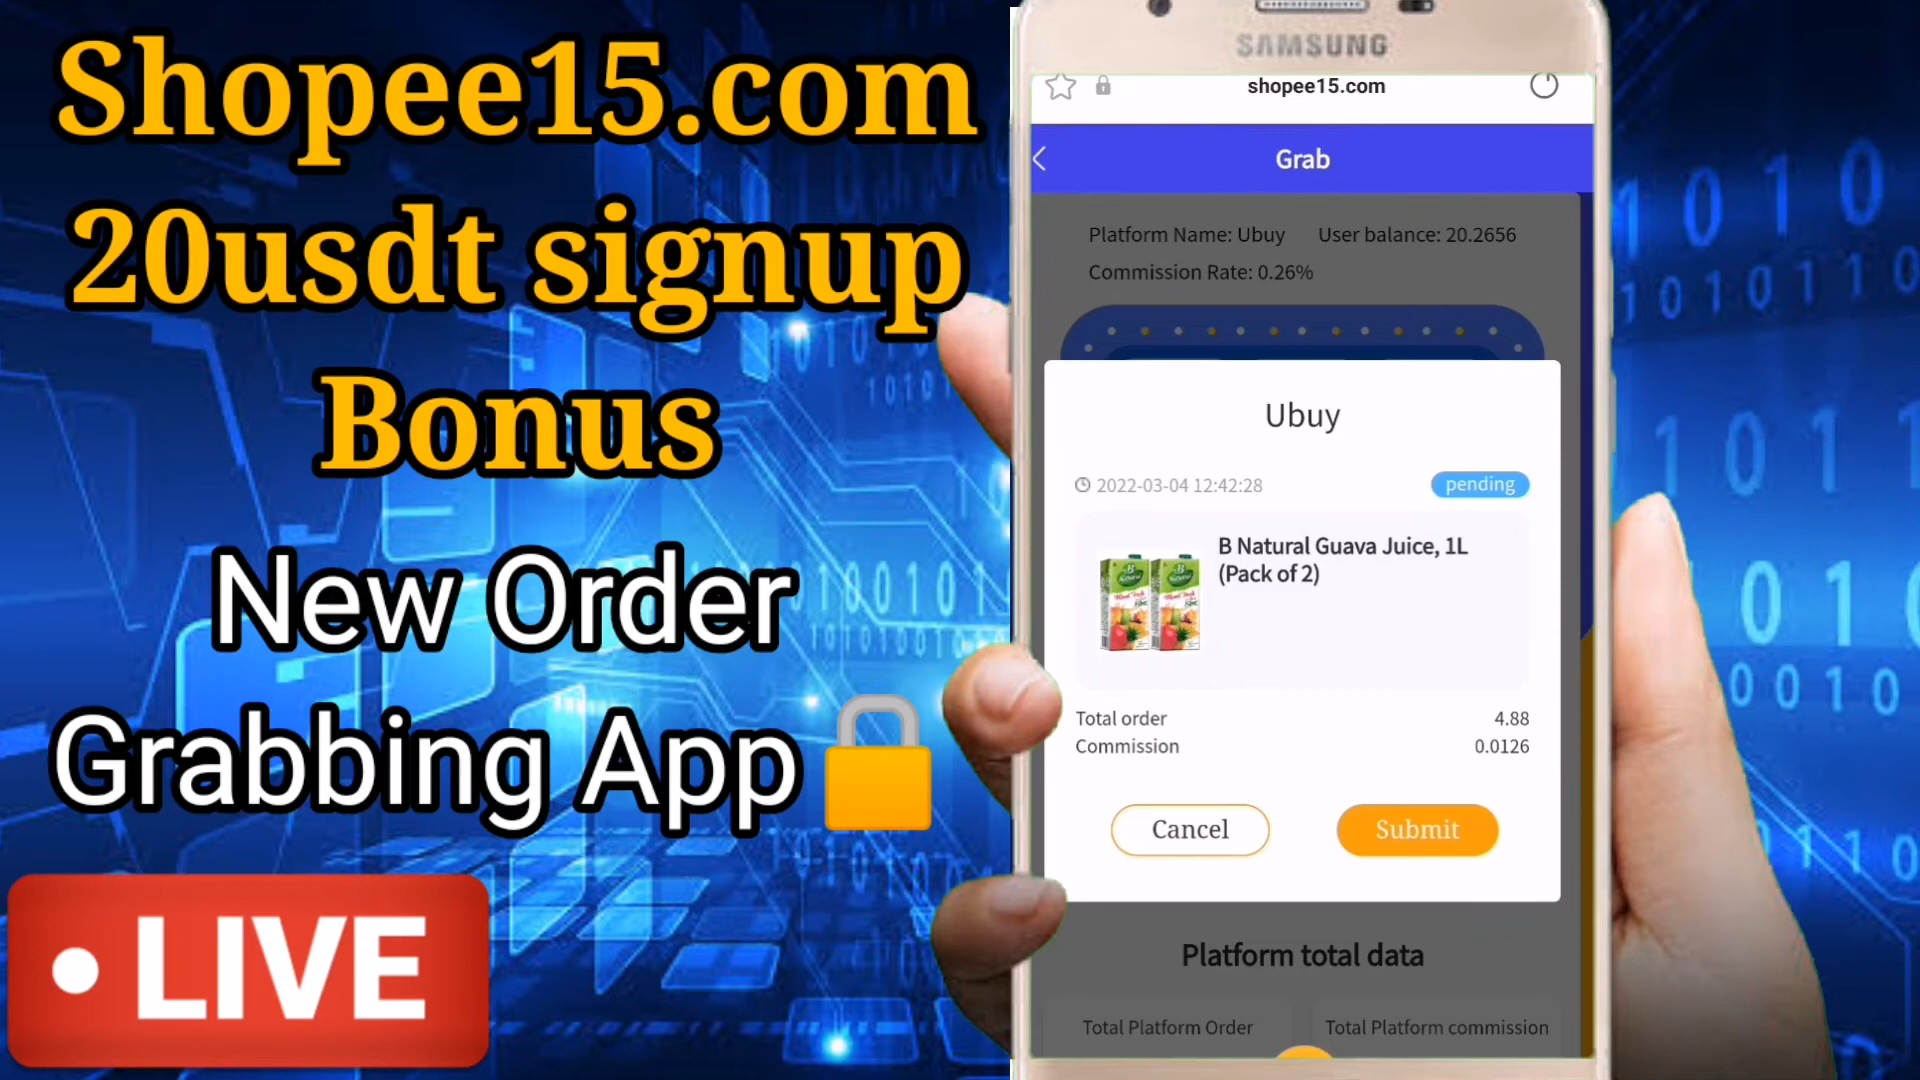 Shopee15.com
20usdt signup
Bonus
New Order
Grabbing App
LIVE
SAMSUNG
shopee15.com
Grab
Platform Name: Ubuy
User balance: 20.2656
Commission Rate: 0.26%
Ubuy
2022-03-04 12:42:28
pending
B Natural Guava Juice, 1L
(Pack of 2)
Total order
4.88
Commission
0.0126
Cancel
Submit
Platform total data
Total Platform Order
Total Platform commission